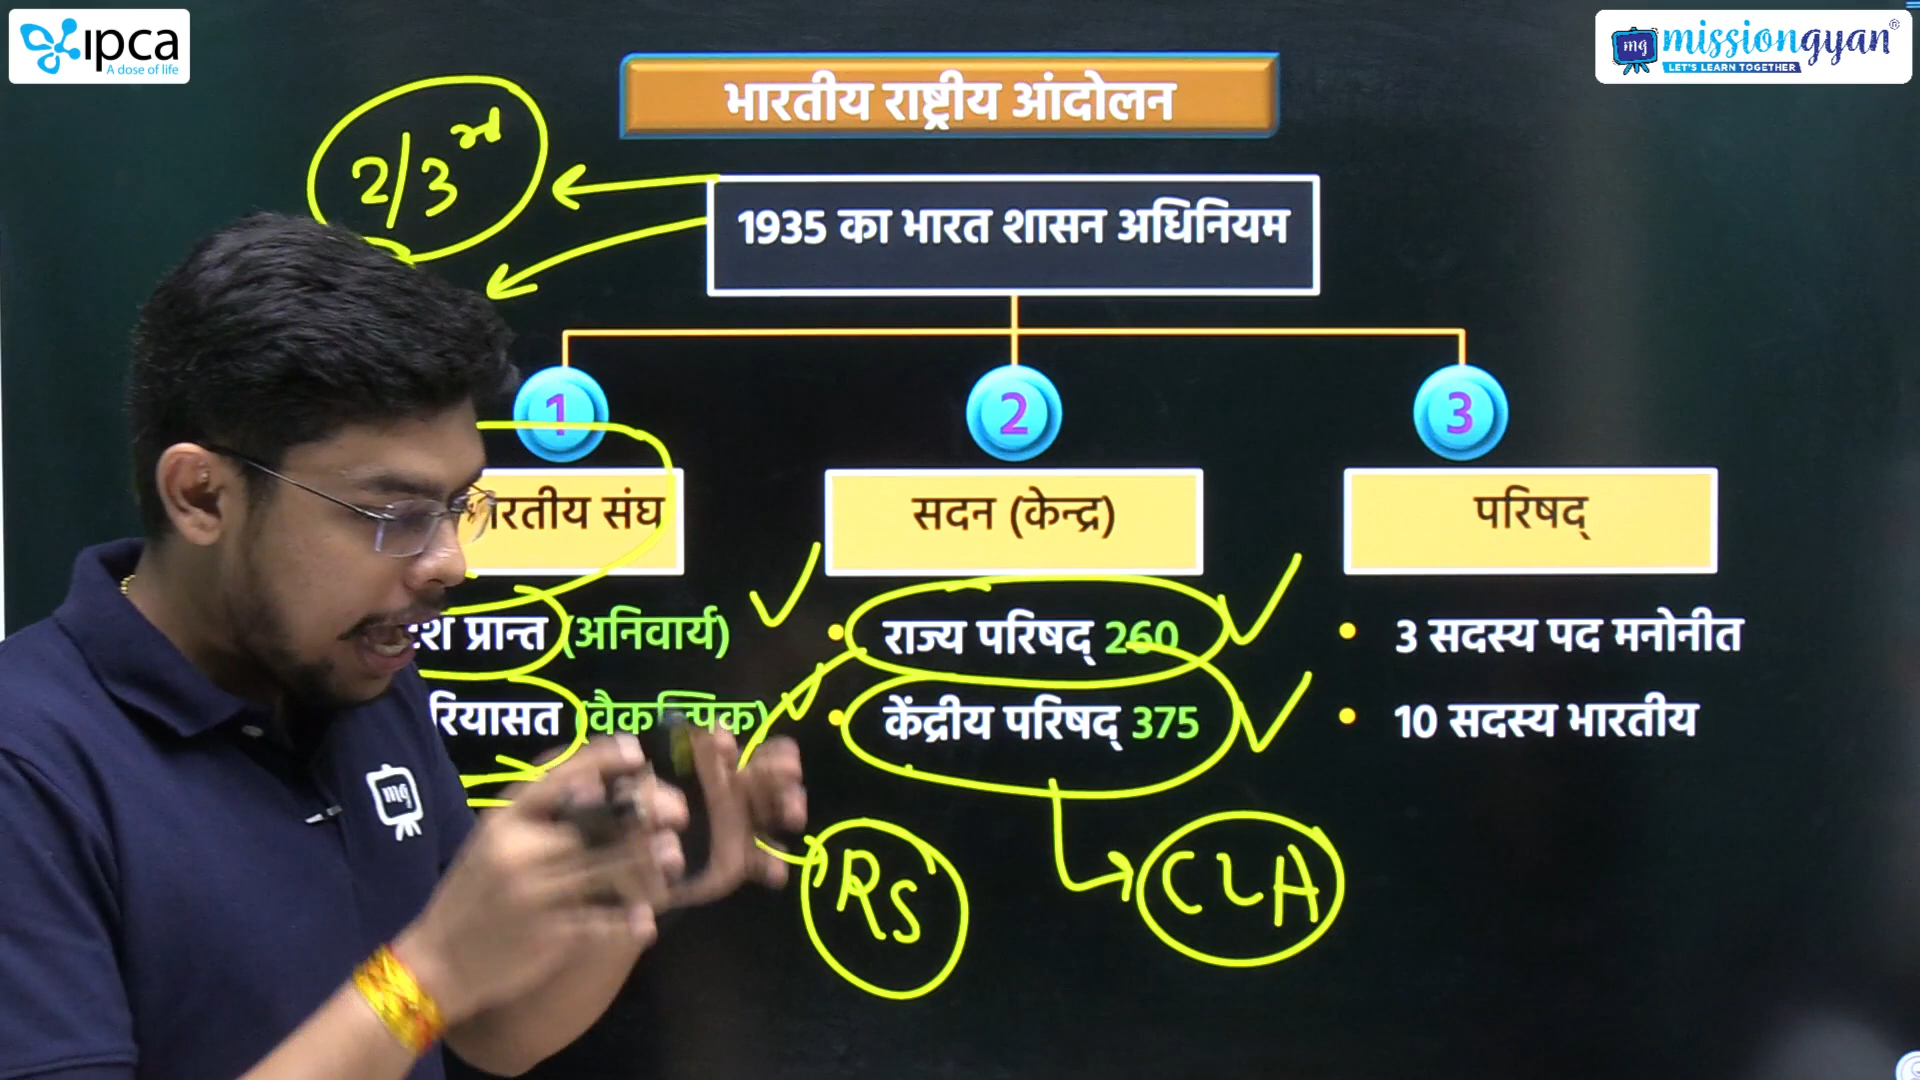 ipca
A dose of life
missiongyan®
LET'S LEARN TOGETHER
भारतीय राष्ट्रीय आंदोलन
2/3rd
1935 का भारत शासन अधिनियम
1
2
3
रतीय संघ
सदन (केन्द्र)
परिषद्
प्रान्त (अनिवार्य)
• राज्य परिषद् 260
• 3 सदस्य पद मनोनीत
रियासत (वैकल्पिक)
• केंद्रीय परिषद् 375
• 10 सदस्य भारतीय
mg
RS
CLA